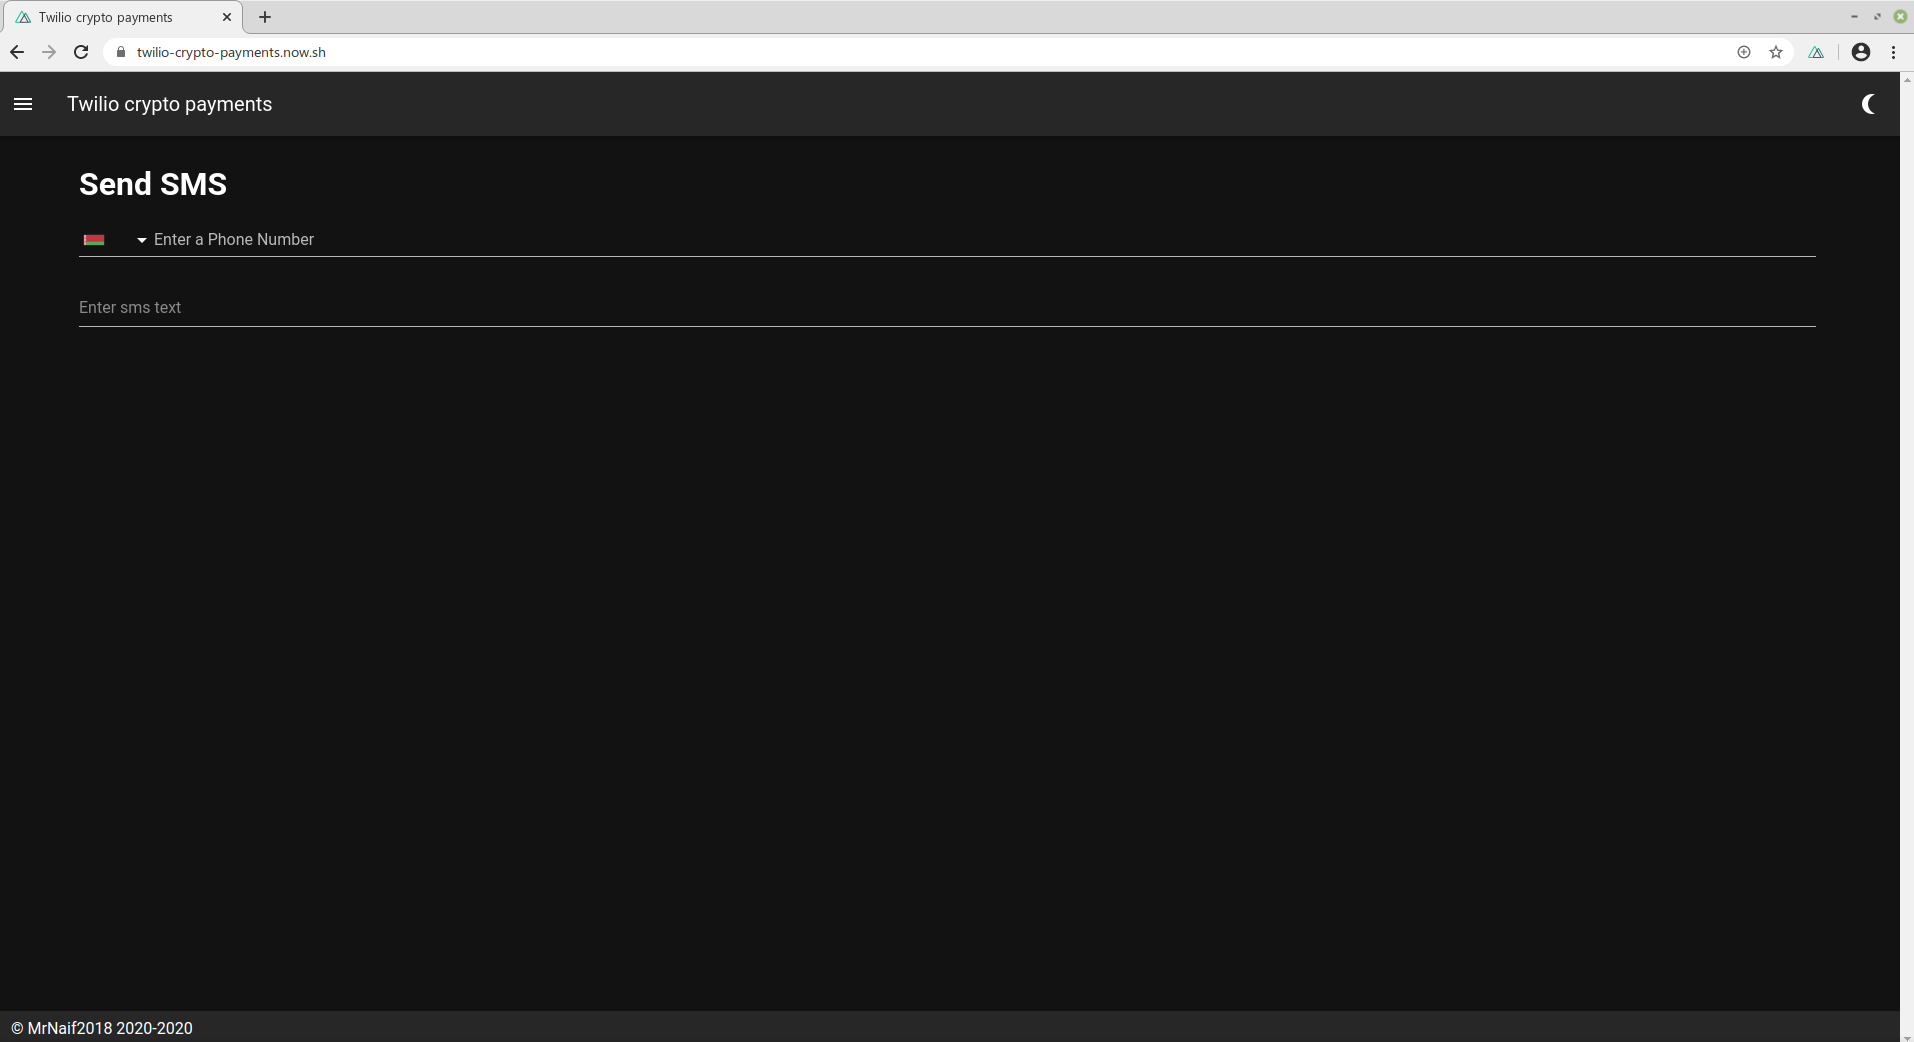 Twilio crypto payments
twilio-crypto-payments.now.sh
Twilio crypto payments
Send SMS
Enter a Phone Number
Enter sms text
© MrNaif2018 2020-2020